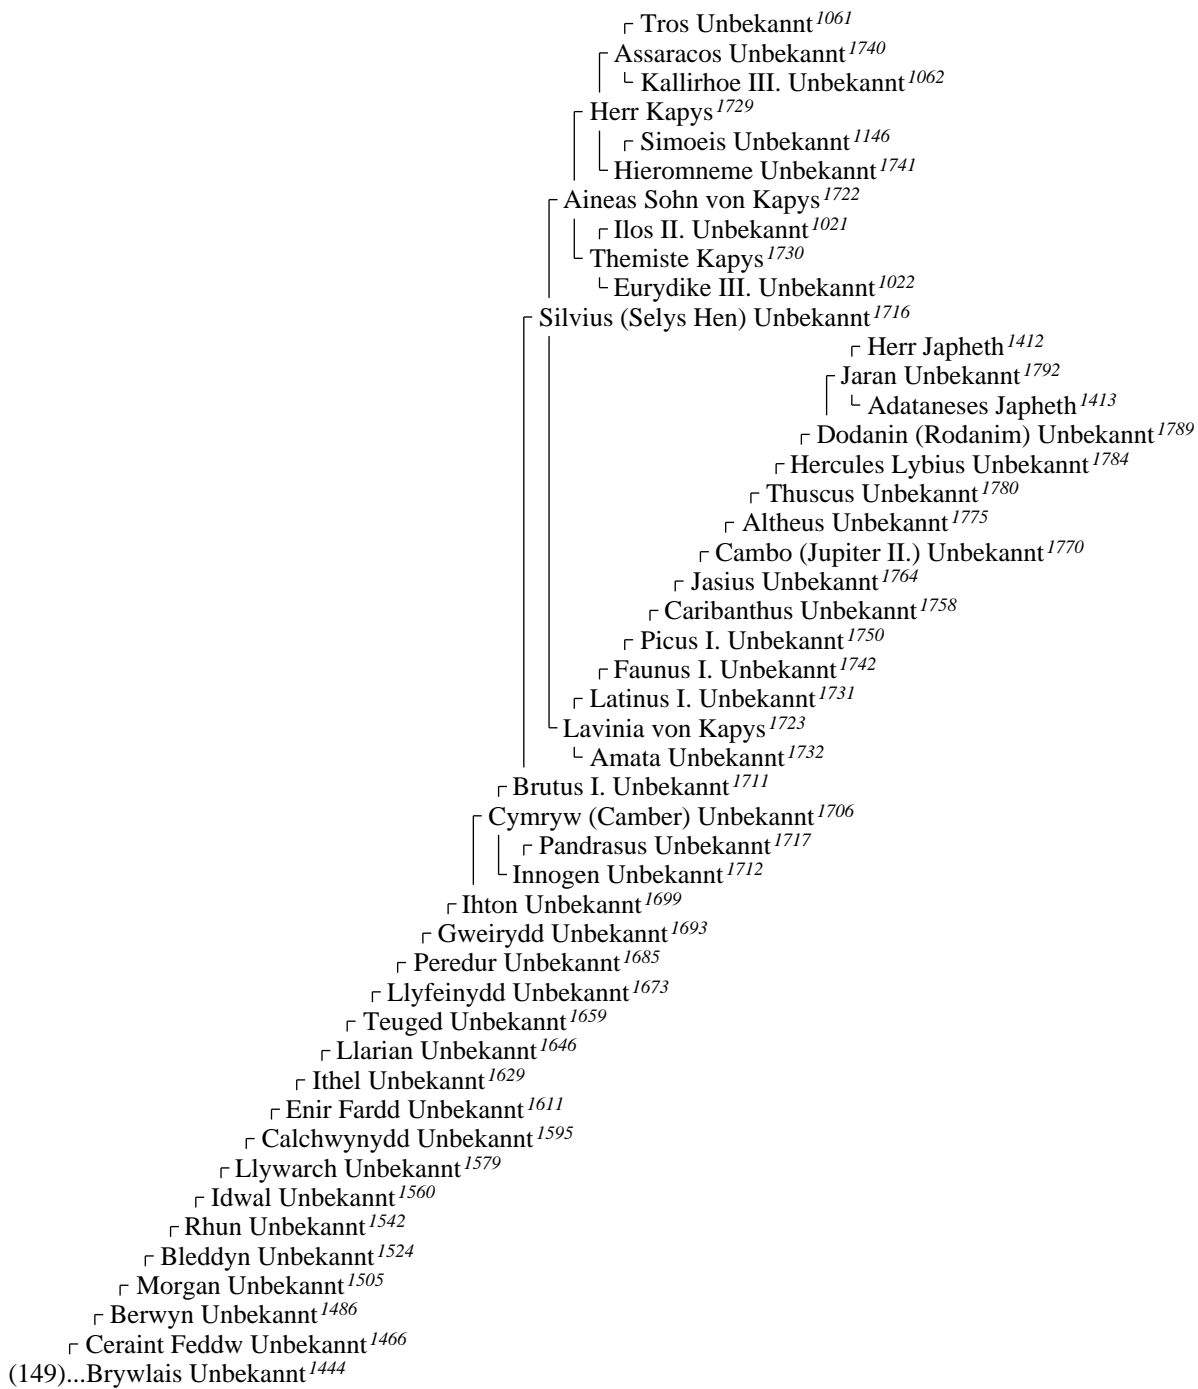 Tros Unbekannt 1061
Assaracos Unbekannt 1740
Kallirhoe III. Unbekannt 1062
Herr Kapys 1729
Simoeis Unbekannt 1146
Hieromneme Unbekannt 1741
Aineas Sohn von Kapys 1722
Ilos II. Unbekannt 1021
Themiste Kapys 1730
Eurydike III. Unbekannt 1022
Silvius (Selys Hen) Unbekannt 1716
Herr Japheth 1412
Jaran Unbekannt 1792
Adataneses Japheth 1413
Dodanin (Rodanim) Unbekannt 1789
Hercules Lybius Unbekannt 1784
Thuscus Unbekannt 1780
Altheus Unbekannt 1775
Cambo (Jupiter II.) Unbekannt 1770
Jasius Unbekannt 1764
Caribanthus Unbekannt 1758
Picus I. Unbekannt 1750
Faunus I. Unbekannt 1742
Latinus I. Unbekannt 1731
Lavinia von Kapys 1723
Amata Unbekannt 1732
Brutus I. Unbekannt 1711
Cymryw (Camber) Unbekannt 1706
Pandrasus Unbekannt 1717
Innogen Unbekannt 1712
Ihton Unbekannt 1699
Gweirydd Unbekannt 1693
Peredur Unbekannt 1685
Llyfeinydd Unbekannt 1673
Teuged Unbekannt 1659
Llarian Unbekannt 1646
Ithel Unbekannt 1629
Enir Fardd Unbekannt 1611
Calchwynydd Unbekannt 1595
Llywarch Unbekannt 1579
Idwal Unbekannt 1560
Rhun Unbekannt 1542
Bleddyn Unbekannt 1524
Morgan Unbekannt 1505
Berwyn Unbekannt 1486
Ceraint Feddw Unbekannt 1466
(149)...Brywlais Unbekannt 1444